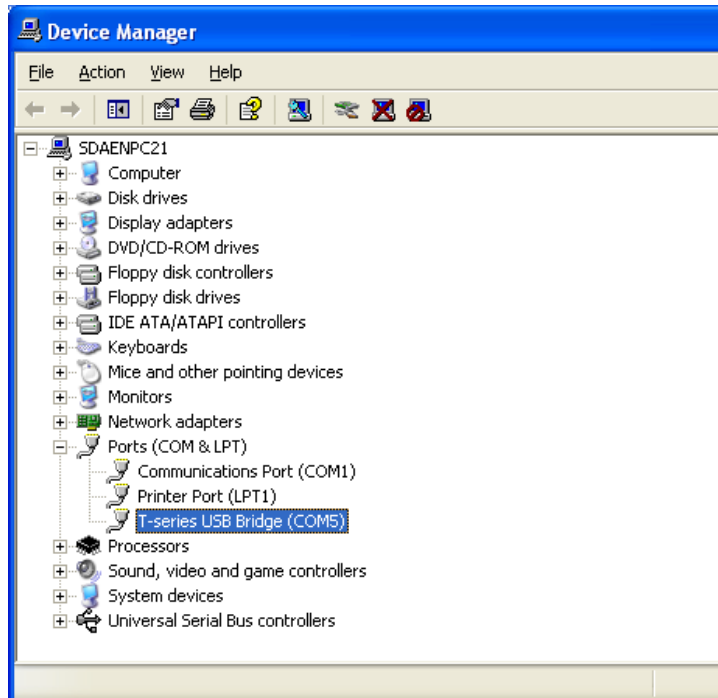 Device Manager
File Action View Help
SDAENPC21
Computer
Disk drives
Display adapters
DVD/CD-ROM drives
Floppy disk controllers
Floppy disk drives
IDE ATA/ATAPI controllers
Keyboards
Mice and other pointing devices
Monitors
Network adapters
Ports (COM & LPT)
Communications Port (COM1)
Printer Port (LPT1)
T-series USB Bridge (COM5)
Processors
Sound, video and game controllers
System devices
Universal Serial Bus controllers